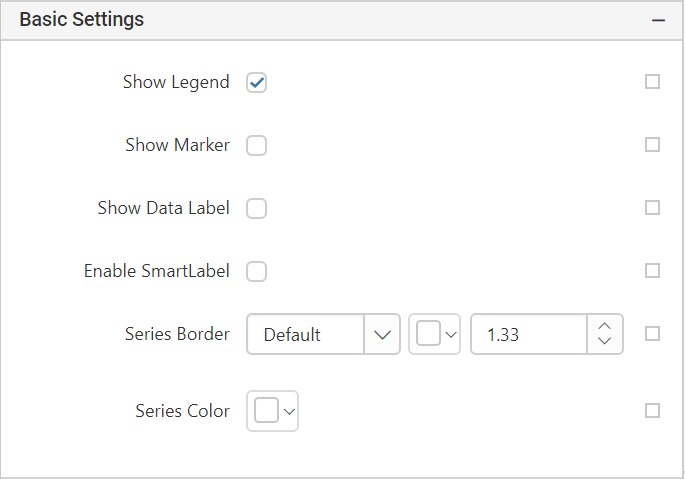 Basic Settings
Show Legend
Show Marker
Show Data Label
Enable SmartLabel
Series Border Default 1.33
Series Color